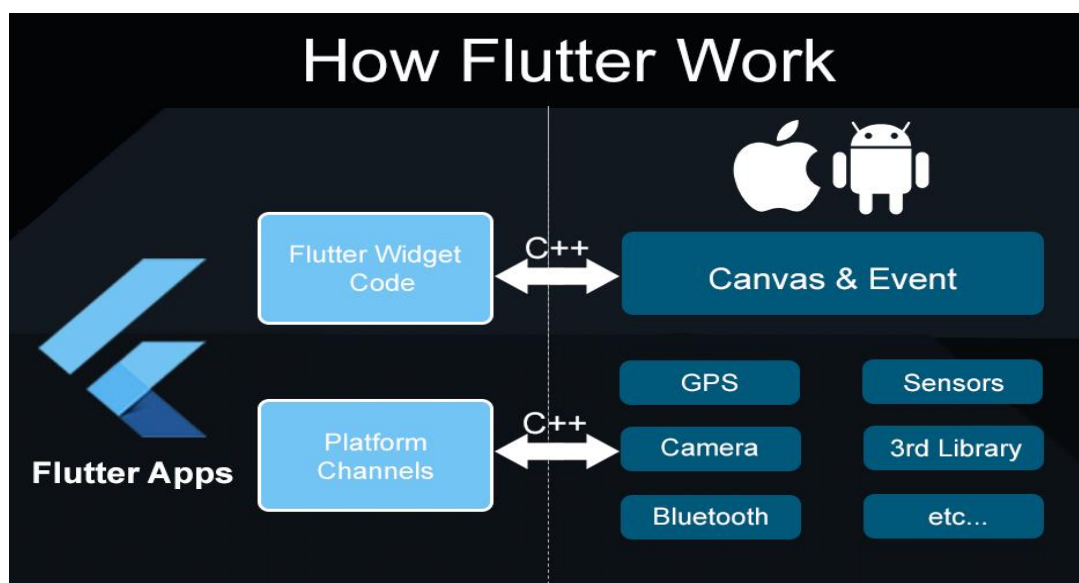 How Flutter Work
Flutter Widget
Code
C++
Canvas & Event
Flutter Apps
Platform
Channels
C++
GPS
Sensors
Camera
3rd Library
Bluetooth
etc...